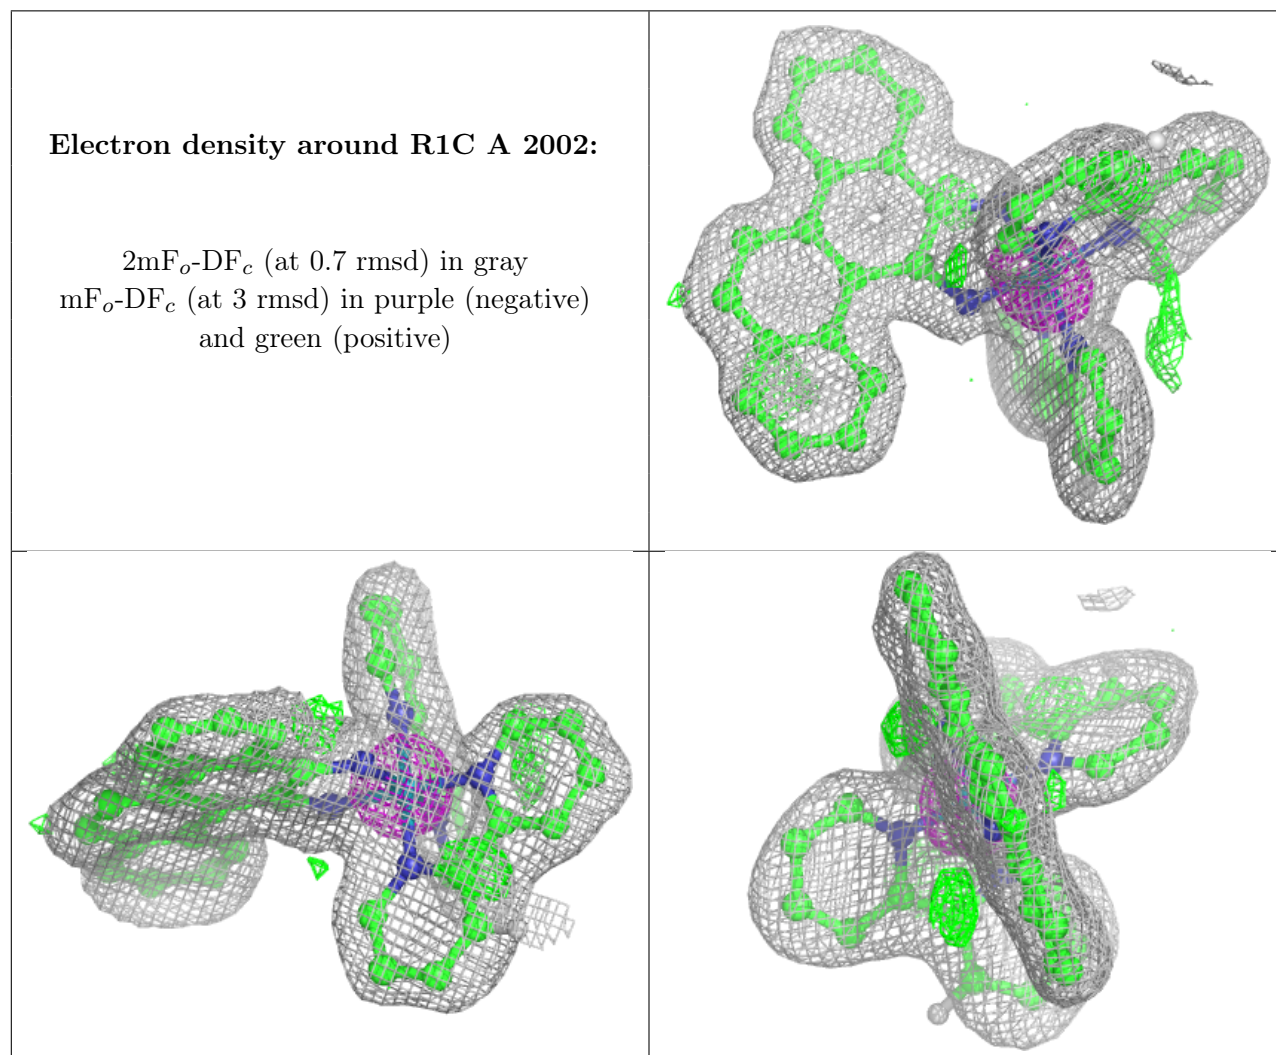 Electron density around R1C A 2002:
2mFo-DFc (at 0.7 rmsd) in gray
mFo-DFc (at 3 rmsd) in purple (negative)
and green (positive)